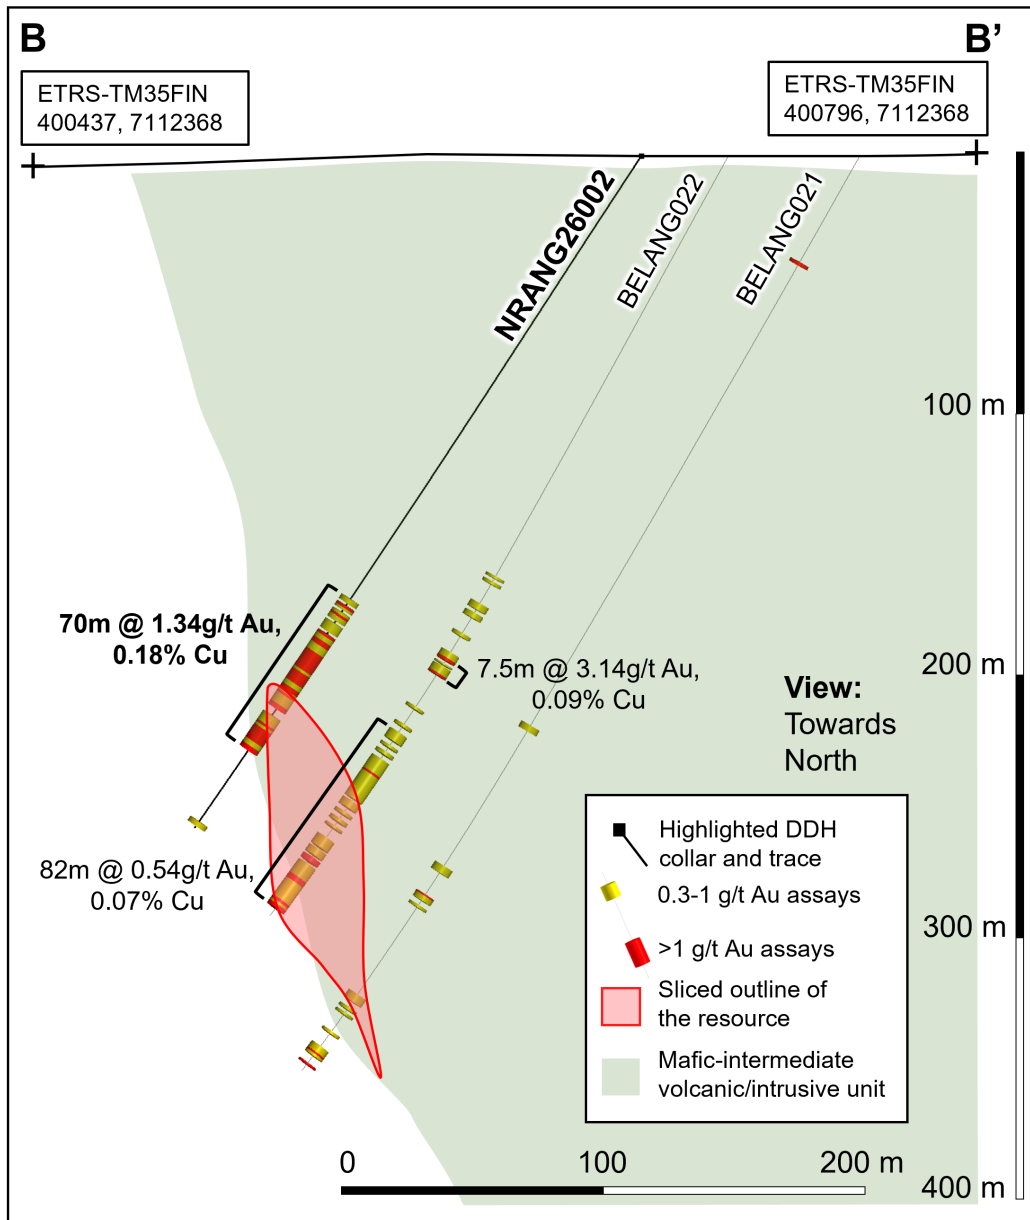 B
B'
ETRS-TM35FIN
400437, 7112368
ETRS-TM35FIN
400796, 7112368
NRANG26002
BELANG022
BELANG021
100 m
70m @ 1.34g/t Au,
0.18% Cu
7.5m @ 3.14g/t Au,
0.09% Cu
200 m
View:
Towards
North
82m @ 0.54g/t Au,
0.07% Cu
Highlighted DDH
collar and trace
0.3-1 g/t Au assays
>1 g/t Au assays
Sliced outline of
the resource
Mafic-intermediate
volcanic/intrusive unit
300 m
0
100
200 m
400 m